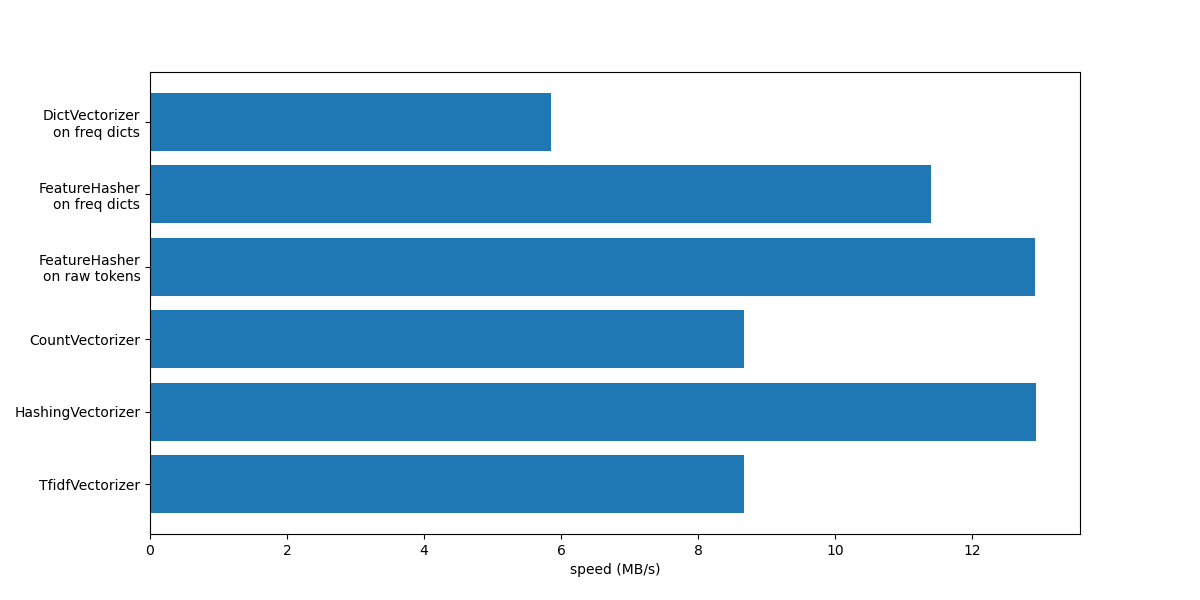 DictVectorizer
on freq dicts
FeatureHasher
on freq dicts
FeatureHasher
on raw tokens
CountVectorizer
HashingVectorizer
TfidfVectorizer
0 2 4 6 8 10 12
speed (MB/s)